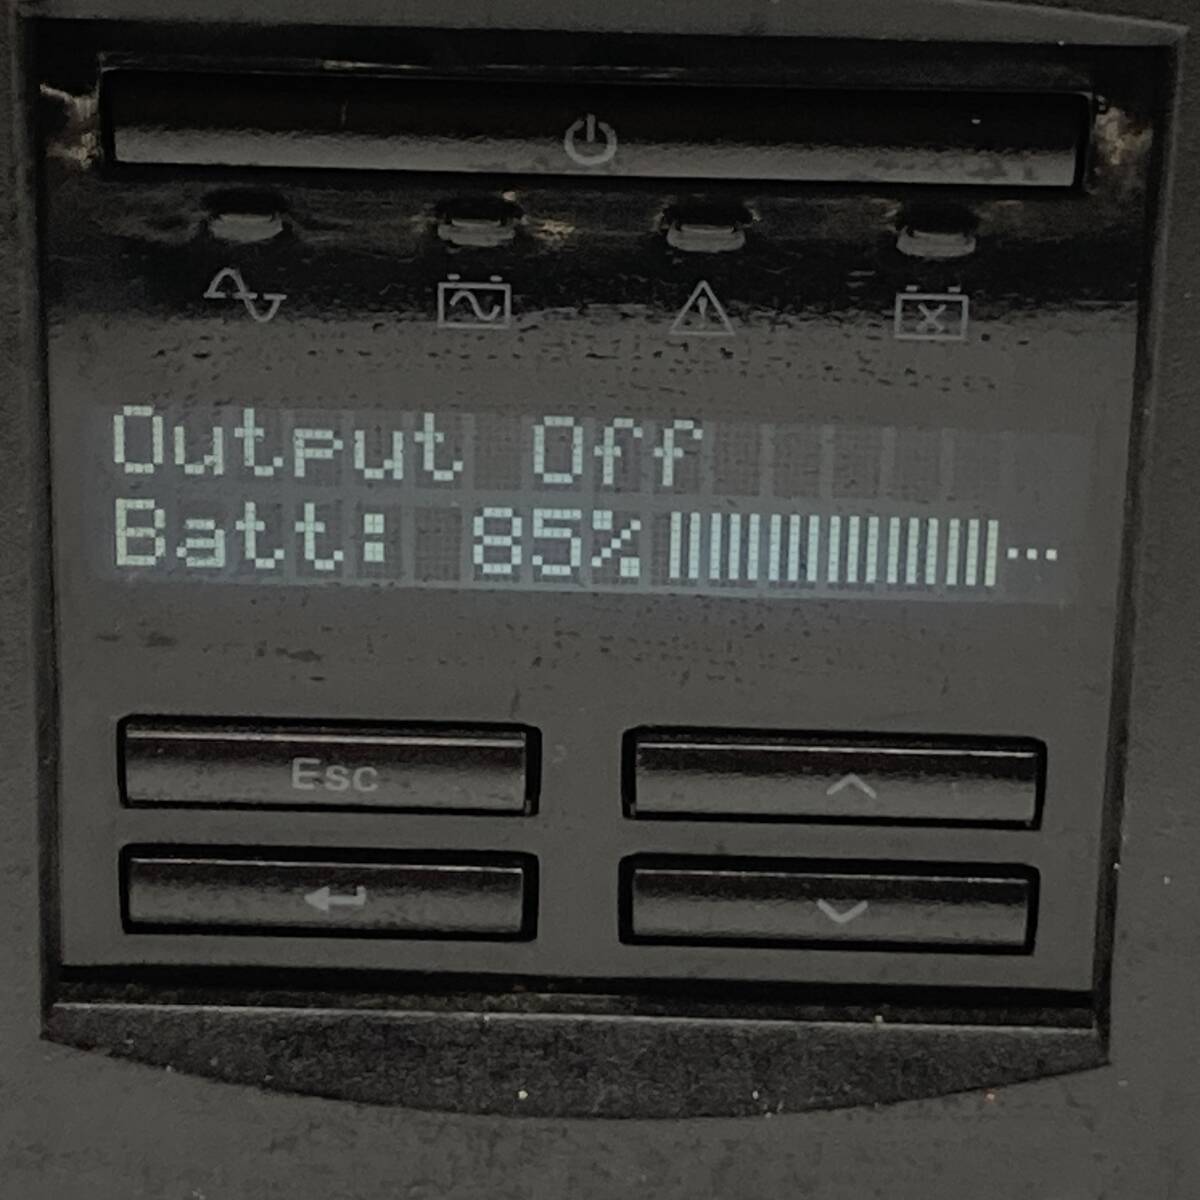 Output Off
Batt: 85%
Esc